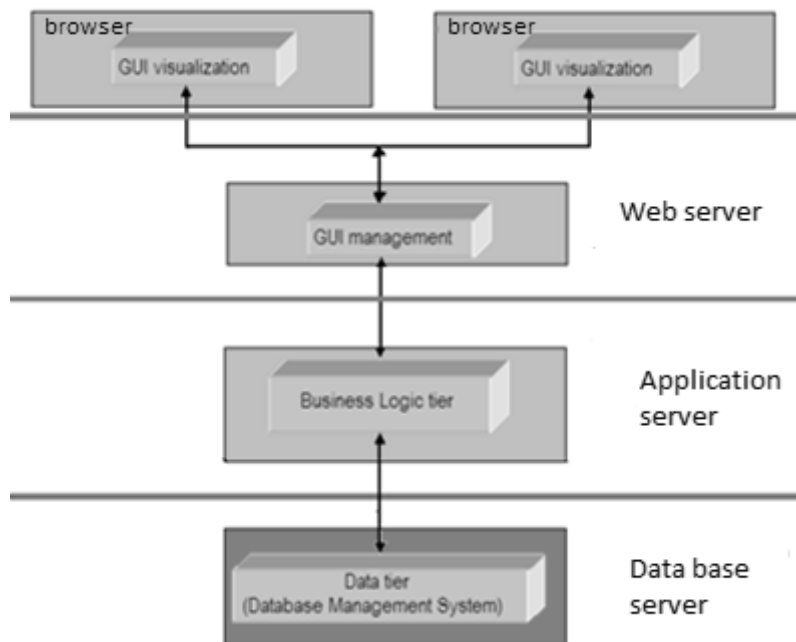 browser
GUI visualization
browser
GUI visualization
Web server
GUI management
Application
server
Business Logic tier
Data base
server
Data tier
(Database Management System)